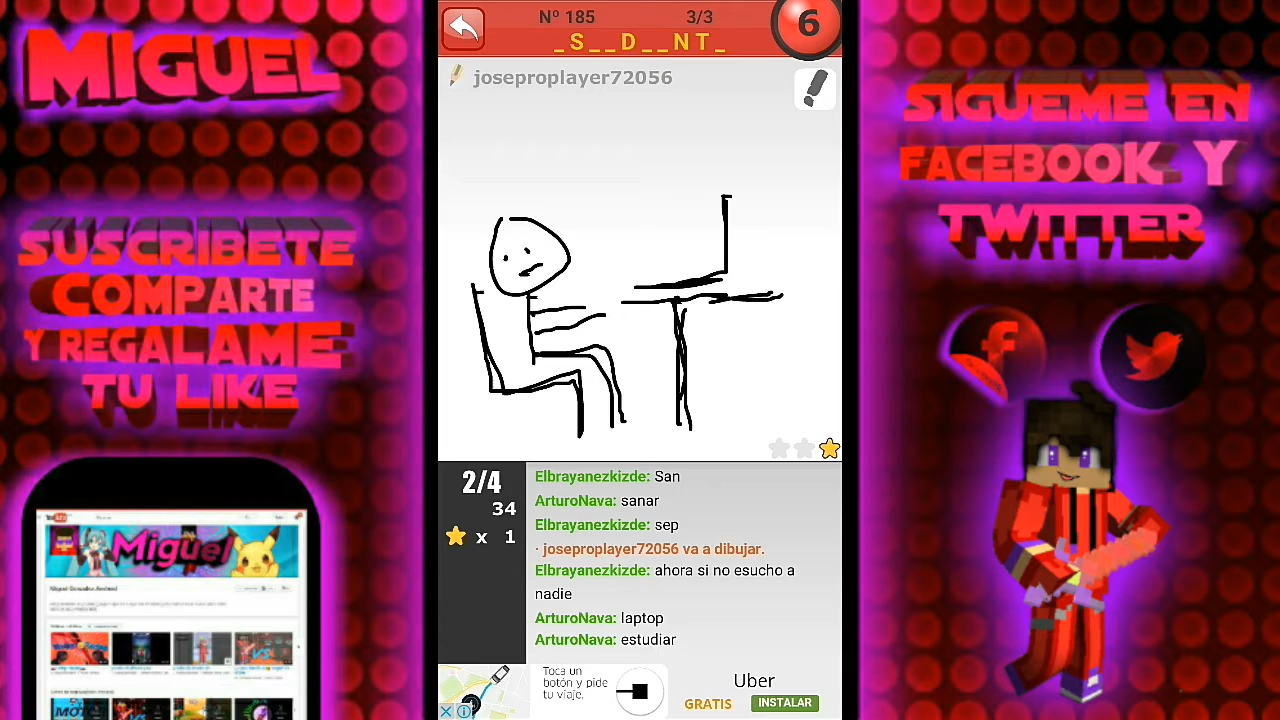 MIGUEL
SUSCRIBETE
COMPARTE
Y REGALAME
TU LIKE
Miguel
Nº 185
3/3
6
_S__D__NT_
joseproplayer72056
2/4
34
x 1
Elbrayanezkizde: San
ArturoNava: sanar
Elbrayanezkizde: sep
· joseproplayer72056 va a dibujar.
Elbrayanezkizde: ahora si no esucho a
nadie
ArturoNava: laptop
ArturoNava: estudiar
Toca un
botón y pide
tu viaje.
Uber
GRATIS
INSTALAR
SIGUEME EN
FACEBOOK Y
TWITTER